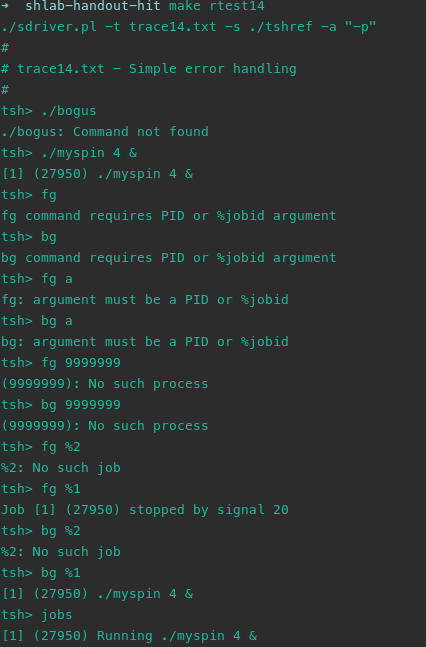 ➜  shlab-handout-hit make rtest14
./sdriver.pl -t trace14.txt -s ./tshref -a "-p"
#
# trace14.txt - Simple error handling
#
tsh> ./bogus
./bogus: Command not found
tsh> ./myspin 4 &
[1] (27950) ./myspin 4 &
tsh> fg
fg command requires PID or %jobid argument
tsh> bg
bg command requires PID or %jobid argument
tsh> fg a
fg: argument must be a PID or %jobid
tsh> bg a
bg: argument must be a PID or %jobid
tsh> fg 9999999
(9999999): No such process
tsh> bg 9999999
(9999999): No such process
tsh> fg %2
%2: No such job
tsh> fg %1
Job [1] (27950) stopped by signal 20
tsh> bg %2
%2: No such job
tsh> bg %1
[1] (27950) ./myspin 4 &
tsh> jobs
[1] (27950) Running ./myspin 4 &